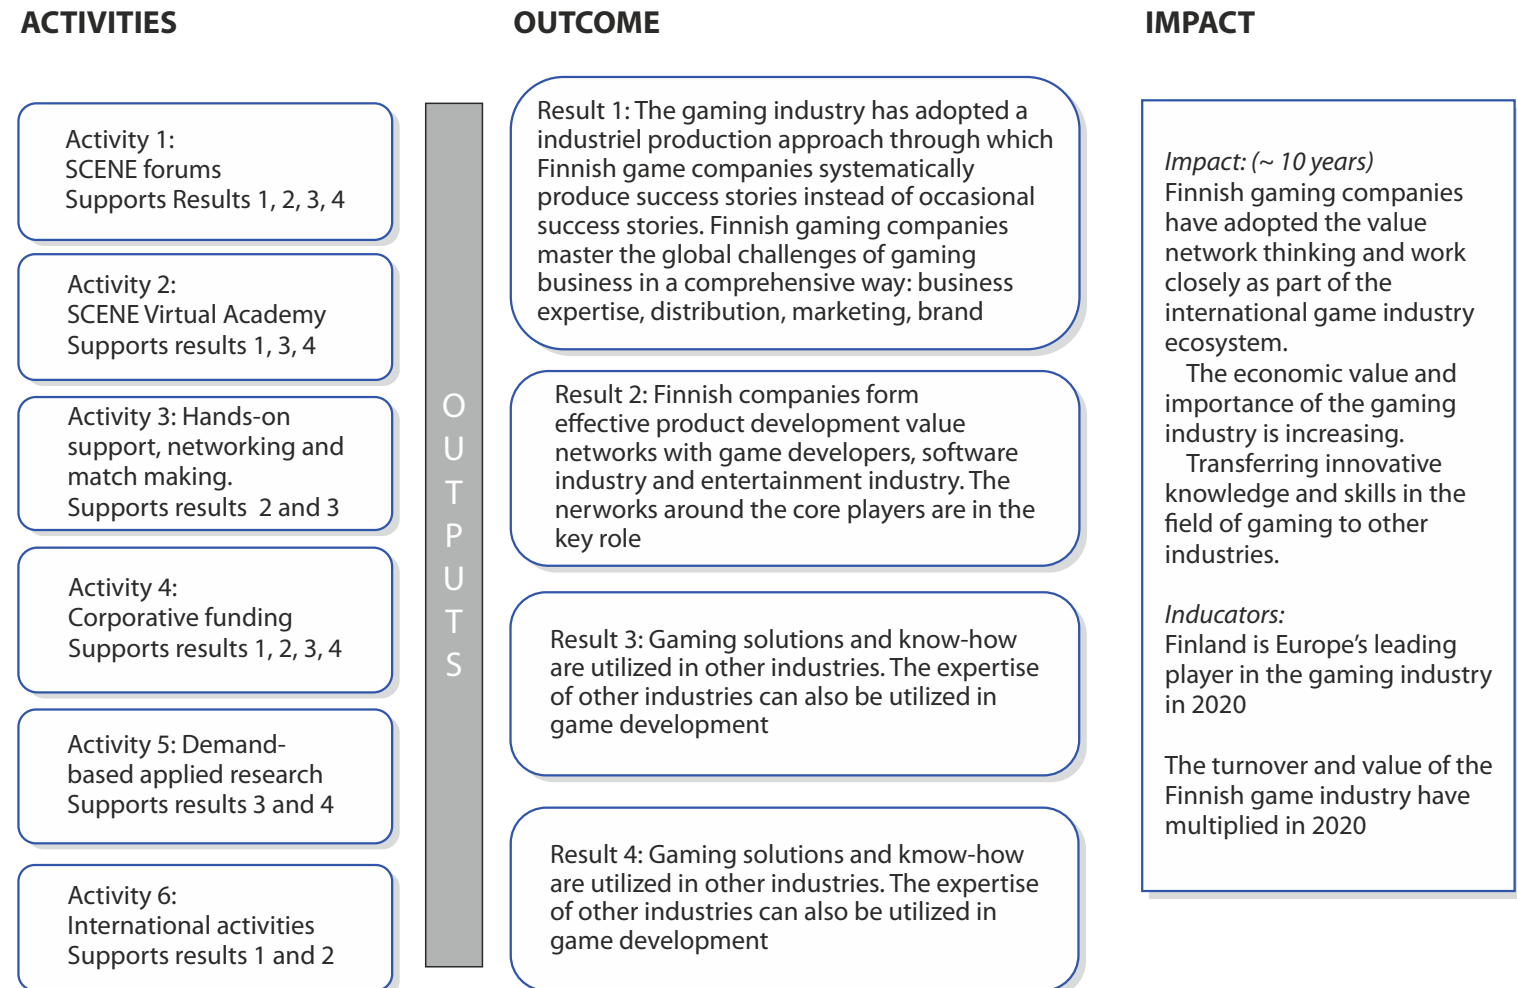 ACTIVITIES
Activity 1:
SCENE forums
Supports Results 1, 2, 3, 4
Activity 2:
SCENE Virtual Academy
Supports results 1, 3, 4
Activity 3: Hands-on
support, networking and
match making.
Supports results  2 and 3
Activity 4:
Corporative funding
Supports results 1, 2, 3, 4
Activity 5: Demand-
based applied research
Supports results 3 and 4
Activity 6:
International activities
Supports results 1 and 2
OUTPUTS
OUTCOME
Result 1: The gaming industry has adopted a
industriel production approach through which
Finnish game companies systematically
produce success stories instead of occasional
success stories. Finnish gaming companies
master the global challenges of gaming
business in a comprehensive way: business
expertise, distribution, marketing, brand
Result 2: Finnish companies form
effective product development value
networks with game developers, software
industry and entertainment industry. The
nerworks around the core players are in the
key role
Result 3: Gaming solutions and know-how
are utilized in other industries. The expertise
of other industries can also be utilized in
game development
Result 4: Gaming solutions and kmow-how
are utilized in other industries. The expertise
of other industries can also be utilized in
game development
IMPACT
Impact: (~ 10 years)
Finnish gaming companies
have adopted the value
network thinking and work
closely as part of the
international game industry
ecosystem.
The economic value and
importance of the gaming
industry is increasing.
Transferring innovative
knowledge and skills in the
field of gaming to other
industries.
Inducators:
Finland is Europe's leading
player in the gaming industry
in 2020
The turnover and value of the
Finnish game industry have
multiplied in 2020